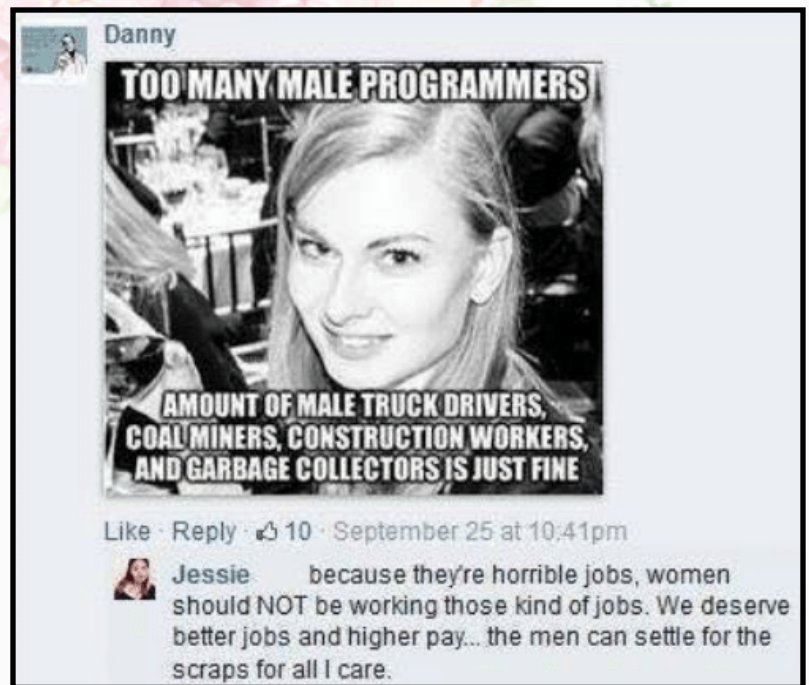 Danny
TOO MANY MALE PROGRAMMERS
AMOUNT OF MALE TRUCK DRIVERS,
COAL MINERS, CONSTRUCTION WORKERS,
AND GARBAGE COLLECTORS IS JUST FINE
Like · Reply · 10 · September 25 at 10:41pm
Jessie because they're horrible jobs, women
should NOT be working those kind of jobs. We deserve
better jobs and higher pay... the men can settle for the
scraps for all I care.